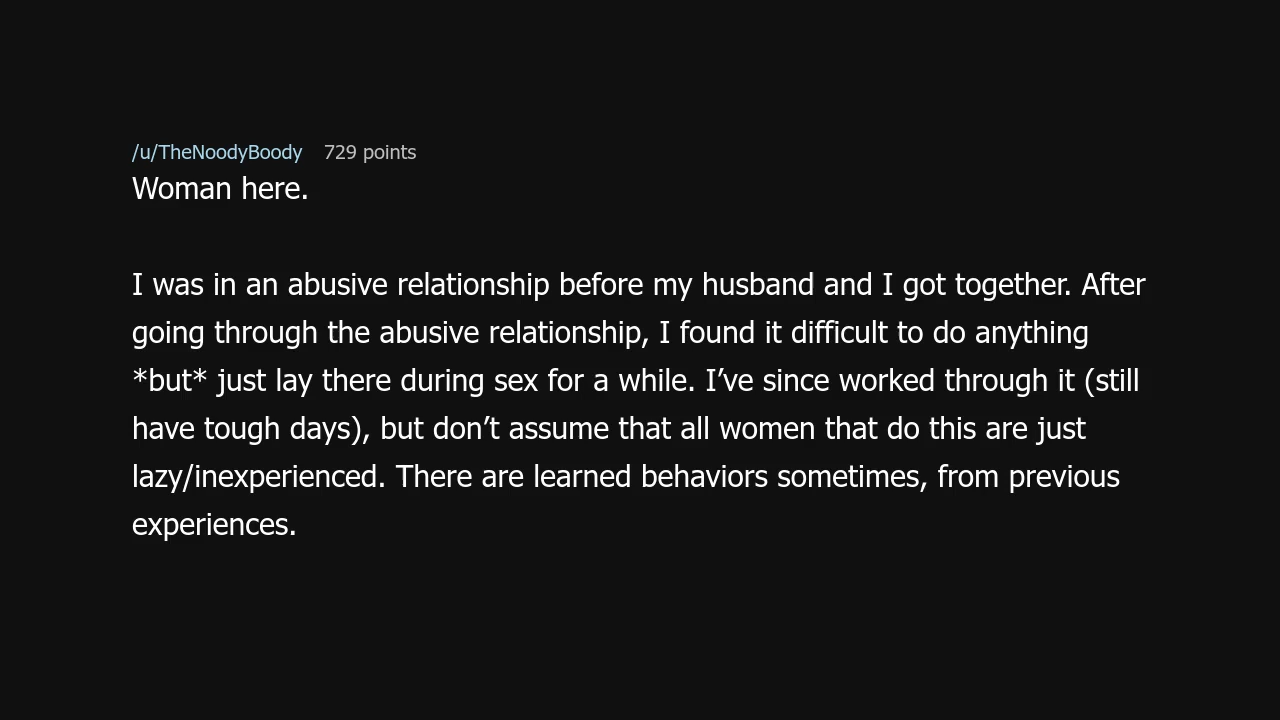 /u/TheNoodyBoody 729 points
Woman here.
I was in an abusive relationship before my husband and I got together. After
going through the abusive relationship, I found it difficult to do anything
*but* just lay there during sex for a while. I’ve since worked through it (still
have tough days), but don’t assume that all women that do this are just
lazy/inexperienced. There are learned behaviors sometimes, from previous
experiences.